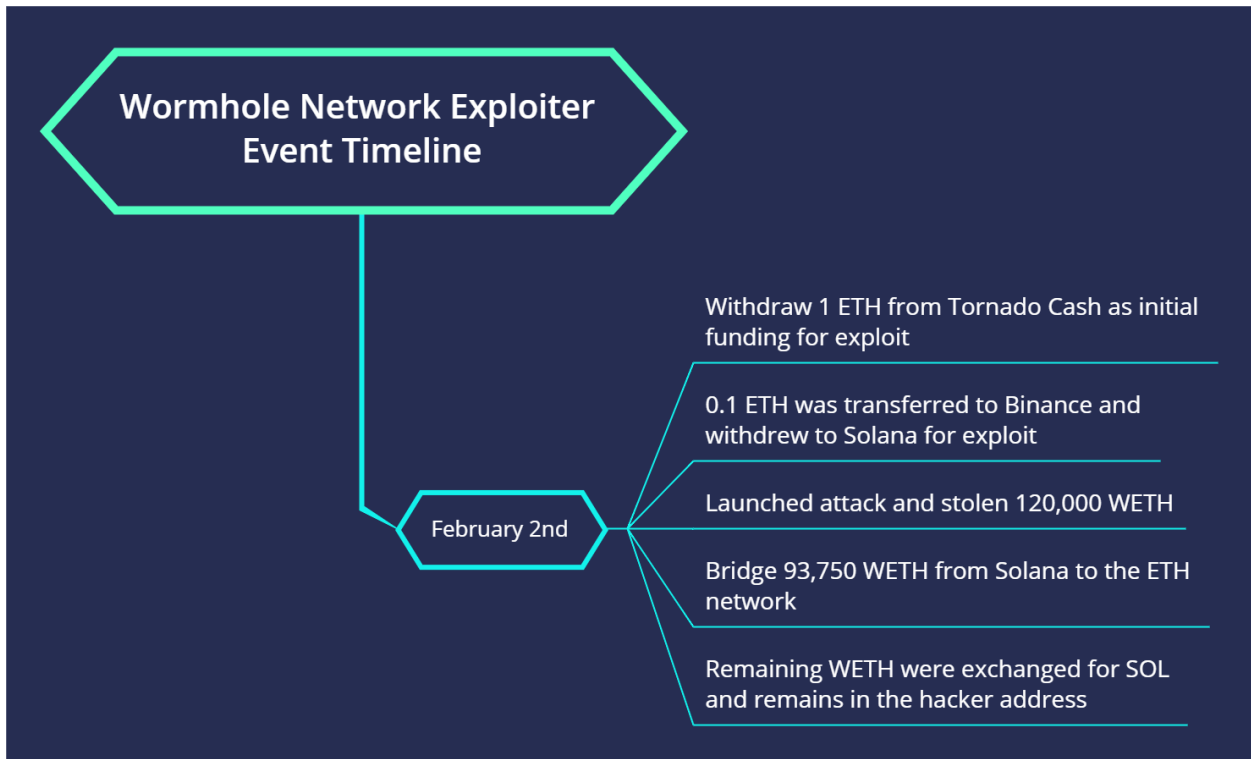 Wormhole Network Exploiter
Event Timeline
Withdraw 1 ETH from Tornado Cash as initial
funding for exploit
0.1 ETH was transferred to Binance and
withdrew to Solana for exploit
Launched attack and stolen 120,000 WETH
February 2nd
Bridge 93,750 WETH from Solana to the ETH
network
Remaining WETH were exchanged for SOL
and remains in the hacker address